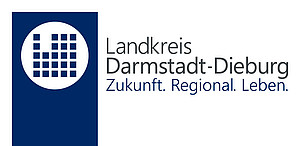 Landkreis
Darmstadt-Dieburg
Zukunft. Regional. Leben.